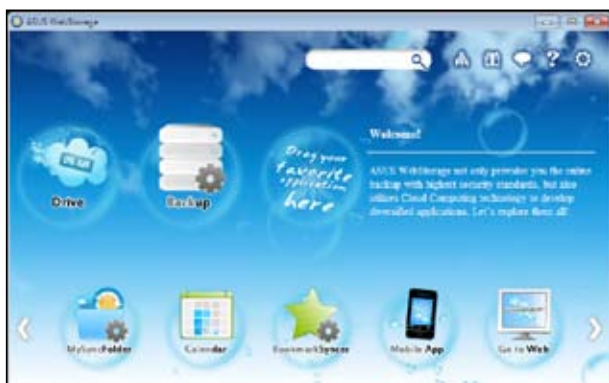 ASUS WebStorage
Drive
Backup
Drag your
favorite
application
here
Welcome!
ASUS WebStorage not only provides you the online
backup with highest security standards, but also
utilizes Cloud Computing technology to develop
diversified applications. Let's explore them all!
MySyncFolder
Calendar
BookmarkSyncer
Mobile App
Go to Web